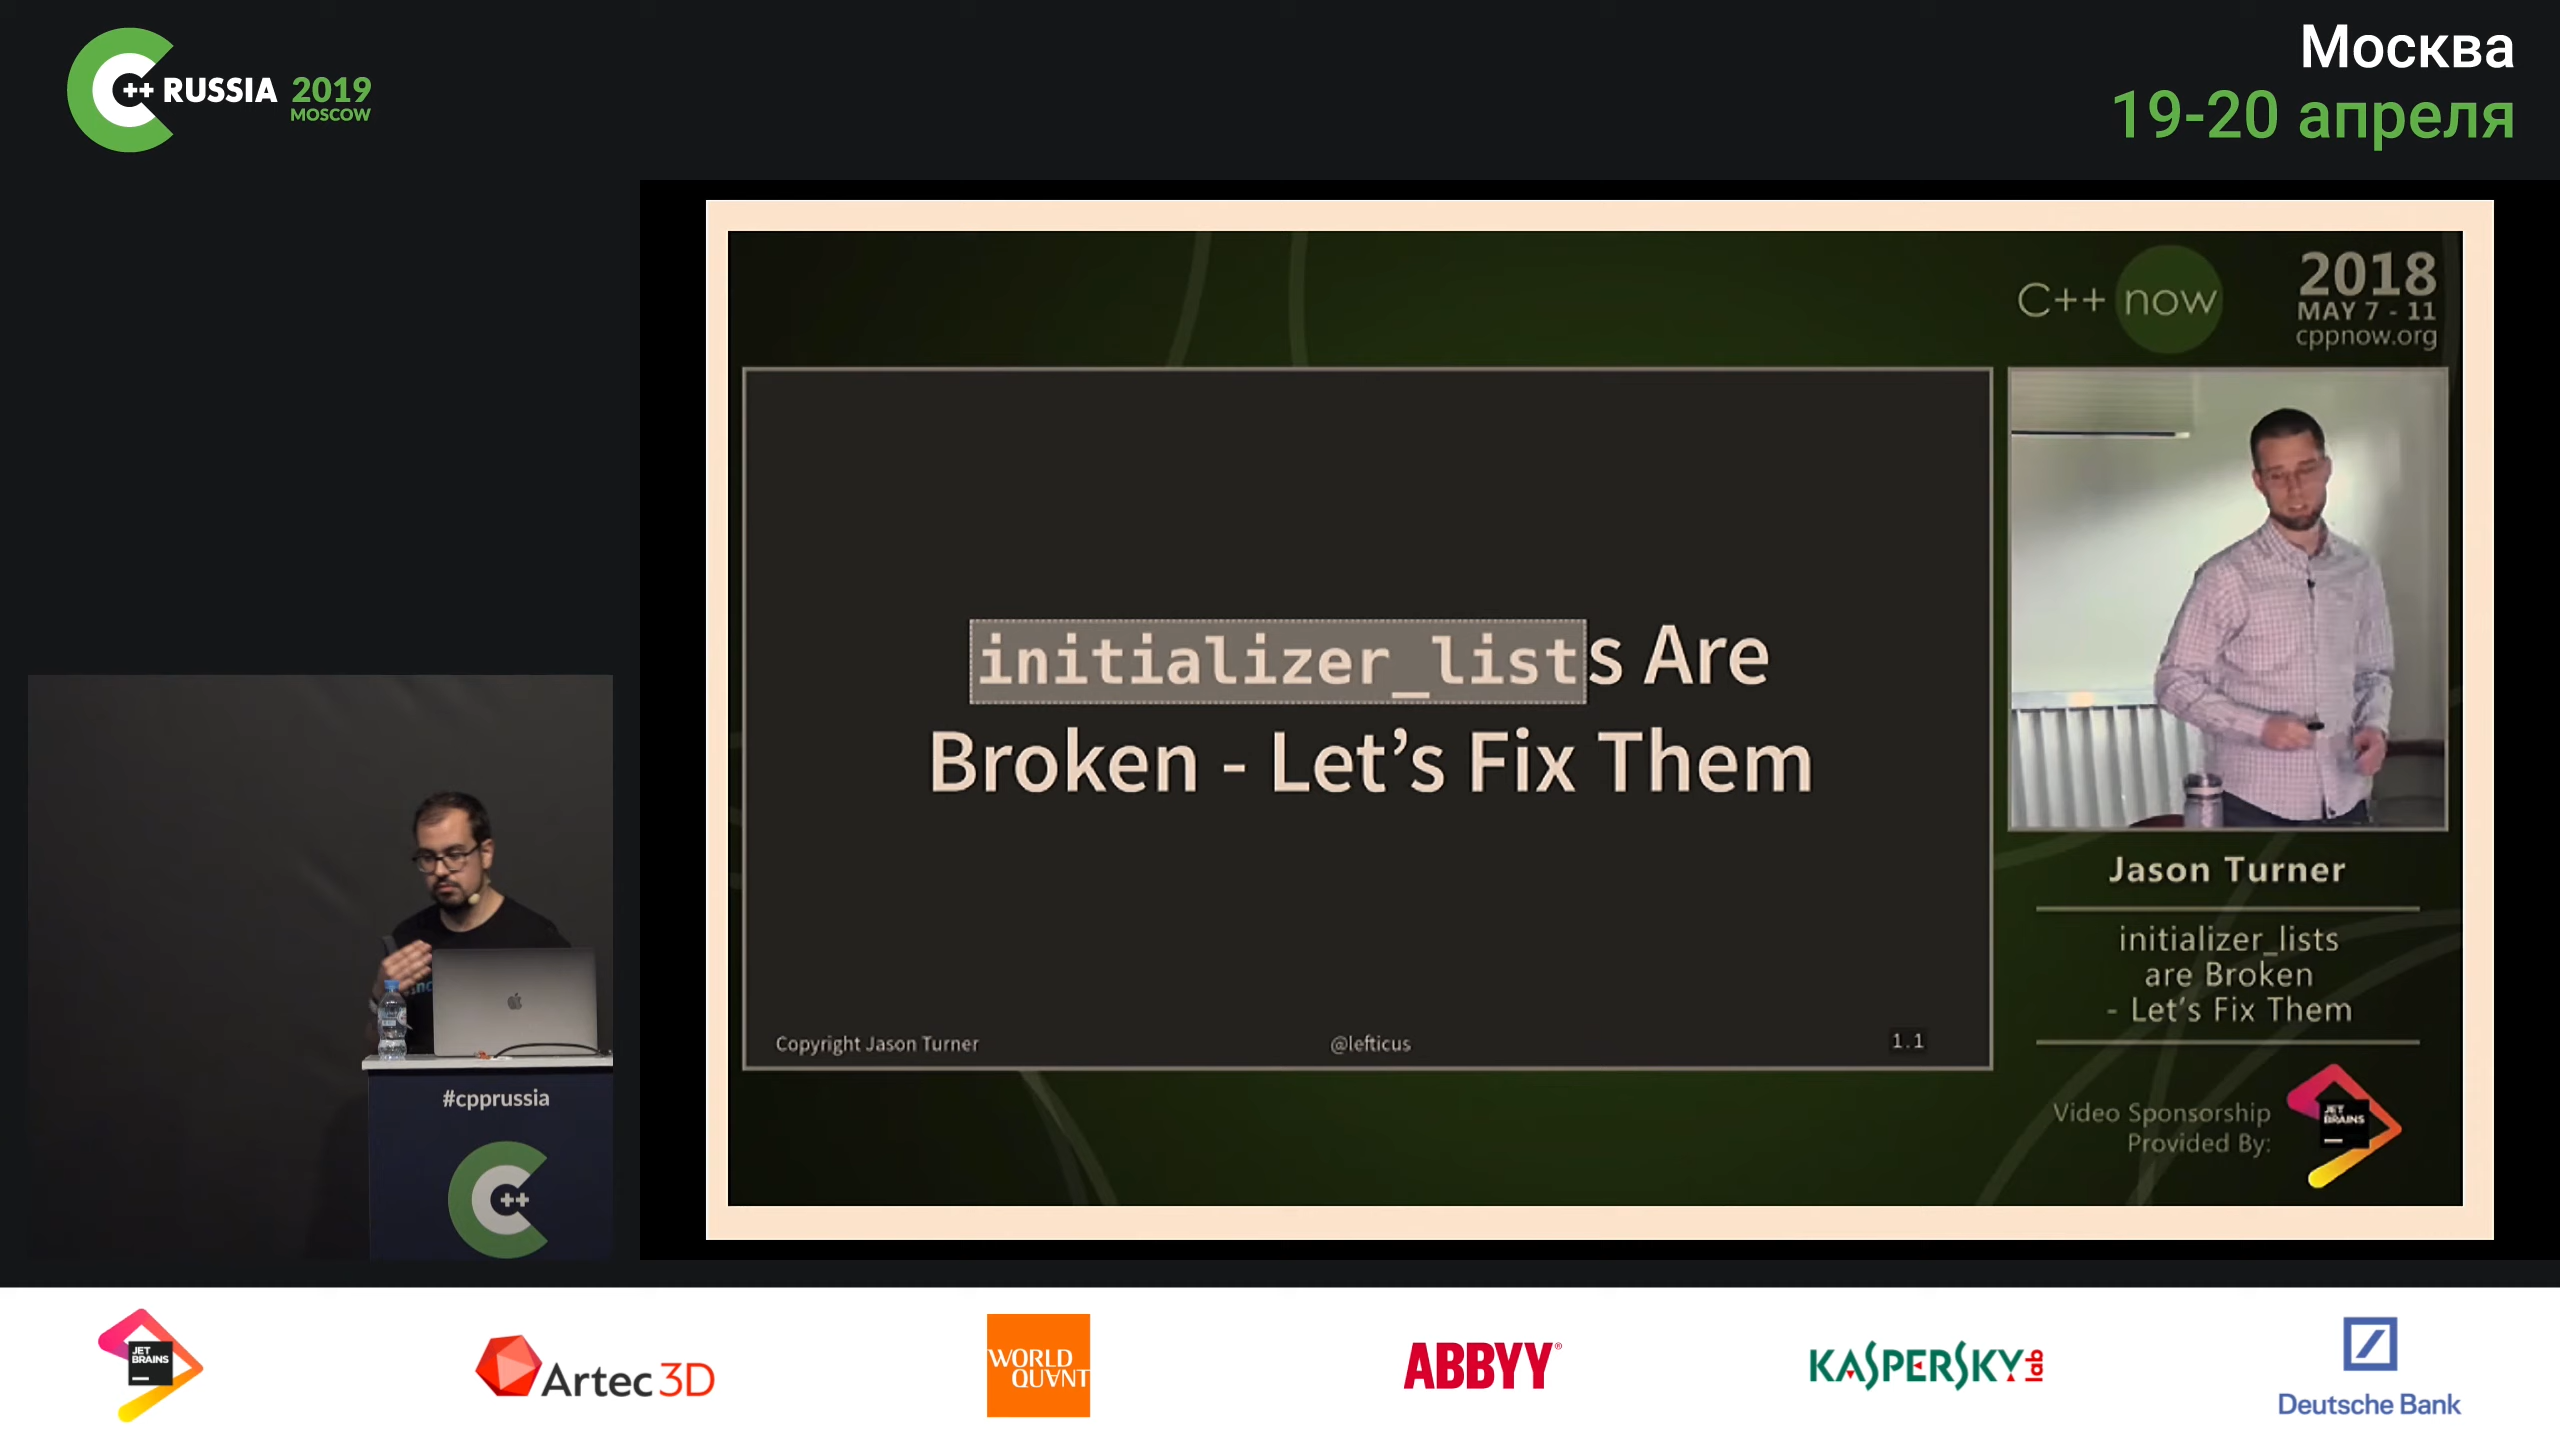 C++ RUSSIA 2019
MOSCOW
Москва
19-20 апреля
C++ now
2018
MAY 7 - 11
cppnow.org
initializer_lists Are
Broken - Let's Fix Them
Copyright Jason Turner
@lefticus
1.1
Jason Turner
initializer_lists
are Broken
- Let's Fix Them
Video Sponsorship
Provided By:
JET
BRAINS
#cpprussia
C++
JET
BRAINS
Artec 3D
WORLD
QUANT
ABBYY®
KASPERSKY lab
Deutsche Bank